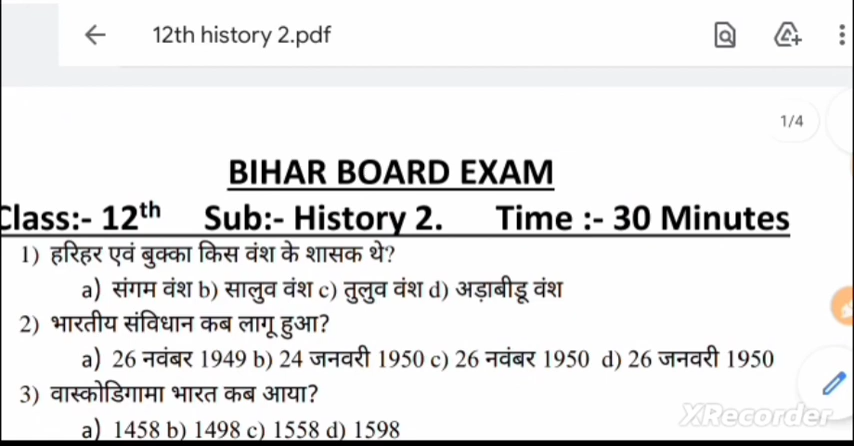 12th history 2.pdf
1/4
BIHAR BOARD EXAM
Class:- 12th Sub:- History 2. Time :- 30 Minutes
1) हरिहर एवं बुक्का किस वंश के शासक थे?
a) संगम वंश b) सालुव वंश c) तुलुव वंश d) अड़ाबीडू वंश
2) भारतीय संविधान कब लागू हुआ?
a) 26 नवंबर 1949 b) 24 जनवरी 1950 c) 26 नवंबर 1950 d) 26 जनवरी 1950
3) वास्कोडिगामा भारत कब आया?
a) 1458 b) 1498 c) 1558 d) 1598
XRecorder